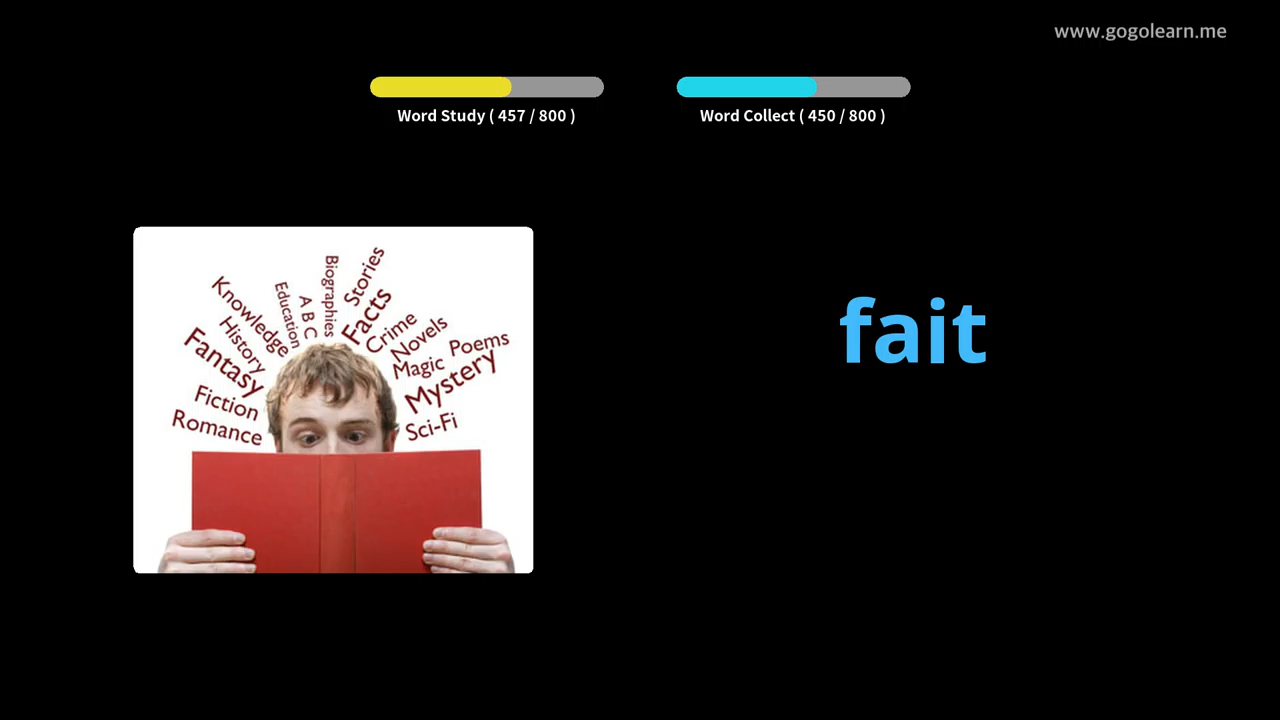 www.gogolearn.me
Word Study ( 457 / 800 )
Word Collect ( 450 / 800 )
Romance
Fiction
Fantasy
History
Knowledge
Education
A B C
Biographies
Stories
Facts
Crime
Novels
Magic
Poems
Mystery
Sci-Fi
fait